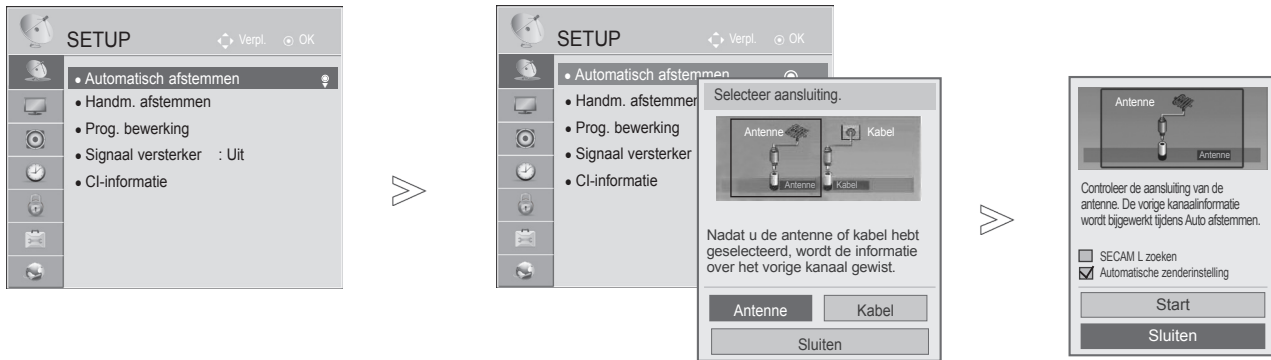 SETUP
Verpl.
OK
Automatisch afstemmen
Handm. afstemmen
Prog. bewerking
Signaal versterker : Uit
CI-informatie
SETUP
Verpl.
OK
Automatisch afstemmen
Handm. afstemmen
Prog. bewerking
Signaal versterker
CI-informatie
Selecteer aansluiting.
Antenne
Kabel
Antenne
Kabel
Nadat u de antenne of kabel hebt
geselecteerd, wordt de informatie
over het vorige kanaal gewist.
Antenne
Kabel
Sluiten
Antenne
Antenne
Controleer de aansluiting van de
antenne. De vorige kanaalinformatie
wordt bijgewerkt tijdens Auto afstemmen.
SECAM L zoeken
Automatische zenderinstelling
Start
Sluiten